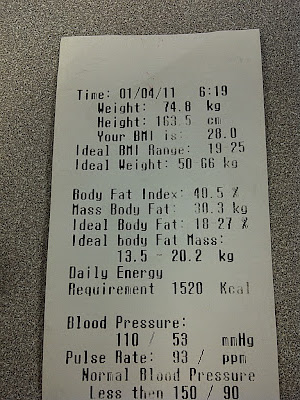 Time: 01/04/11 6:19
Weight: 74.8 kg
Height: 163.5 cm
Your BMI is: 28.0
Ideal BMI Range: 19-25
Ideal Weight: 50-66 kg
Body Fat Index: 40.5 %
Mass Body Fat: 30.3 kg
Ideal Body Fat: 18-27 %
Ideal body Fat Mass:
13.5 - 20.2 kg
Daily Energy
Requirement 1520 Kcal
Blood Pressure:
110 / 53 mmHg
Pulse Rate: 93 / ppm
Normal Blood Pressure
Less then 150 / 90